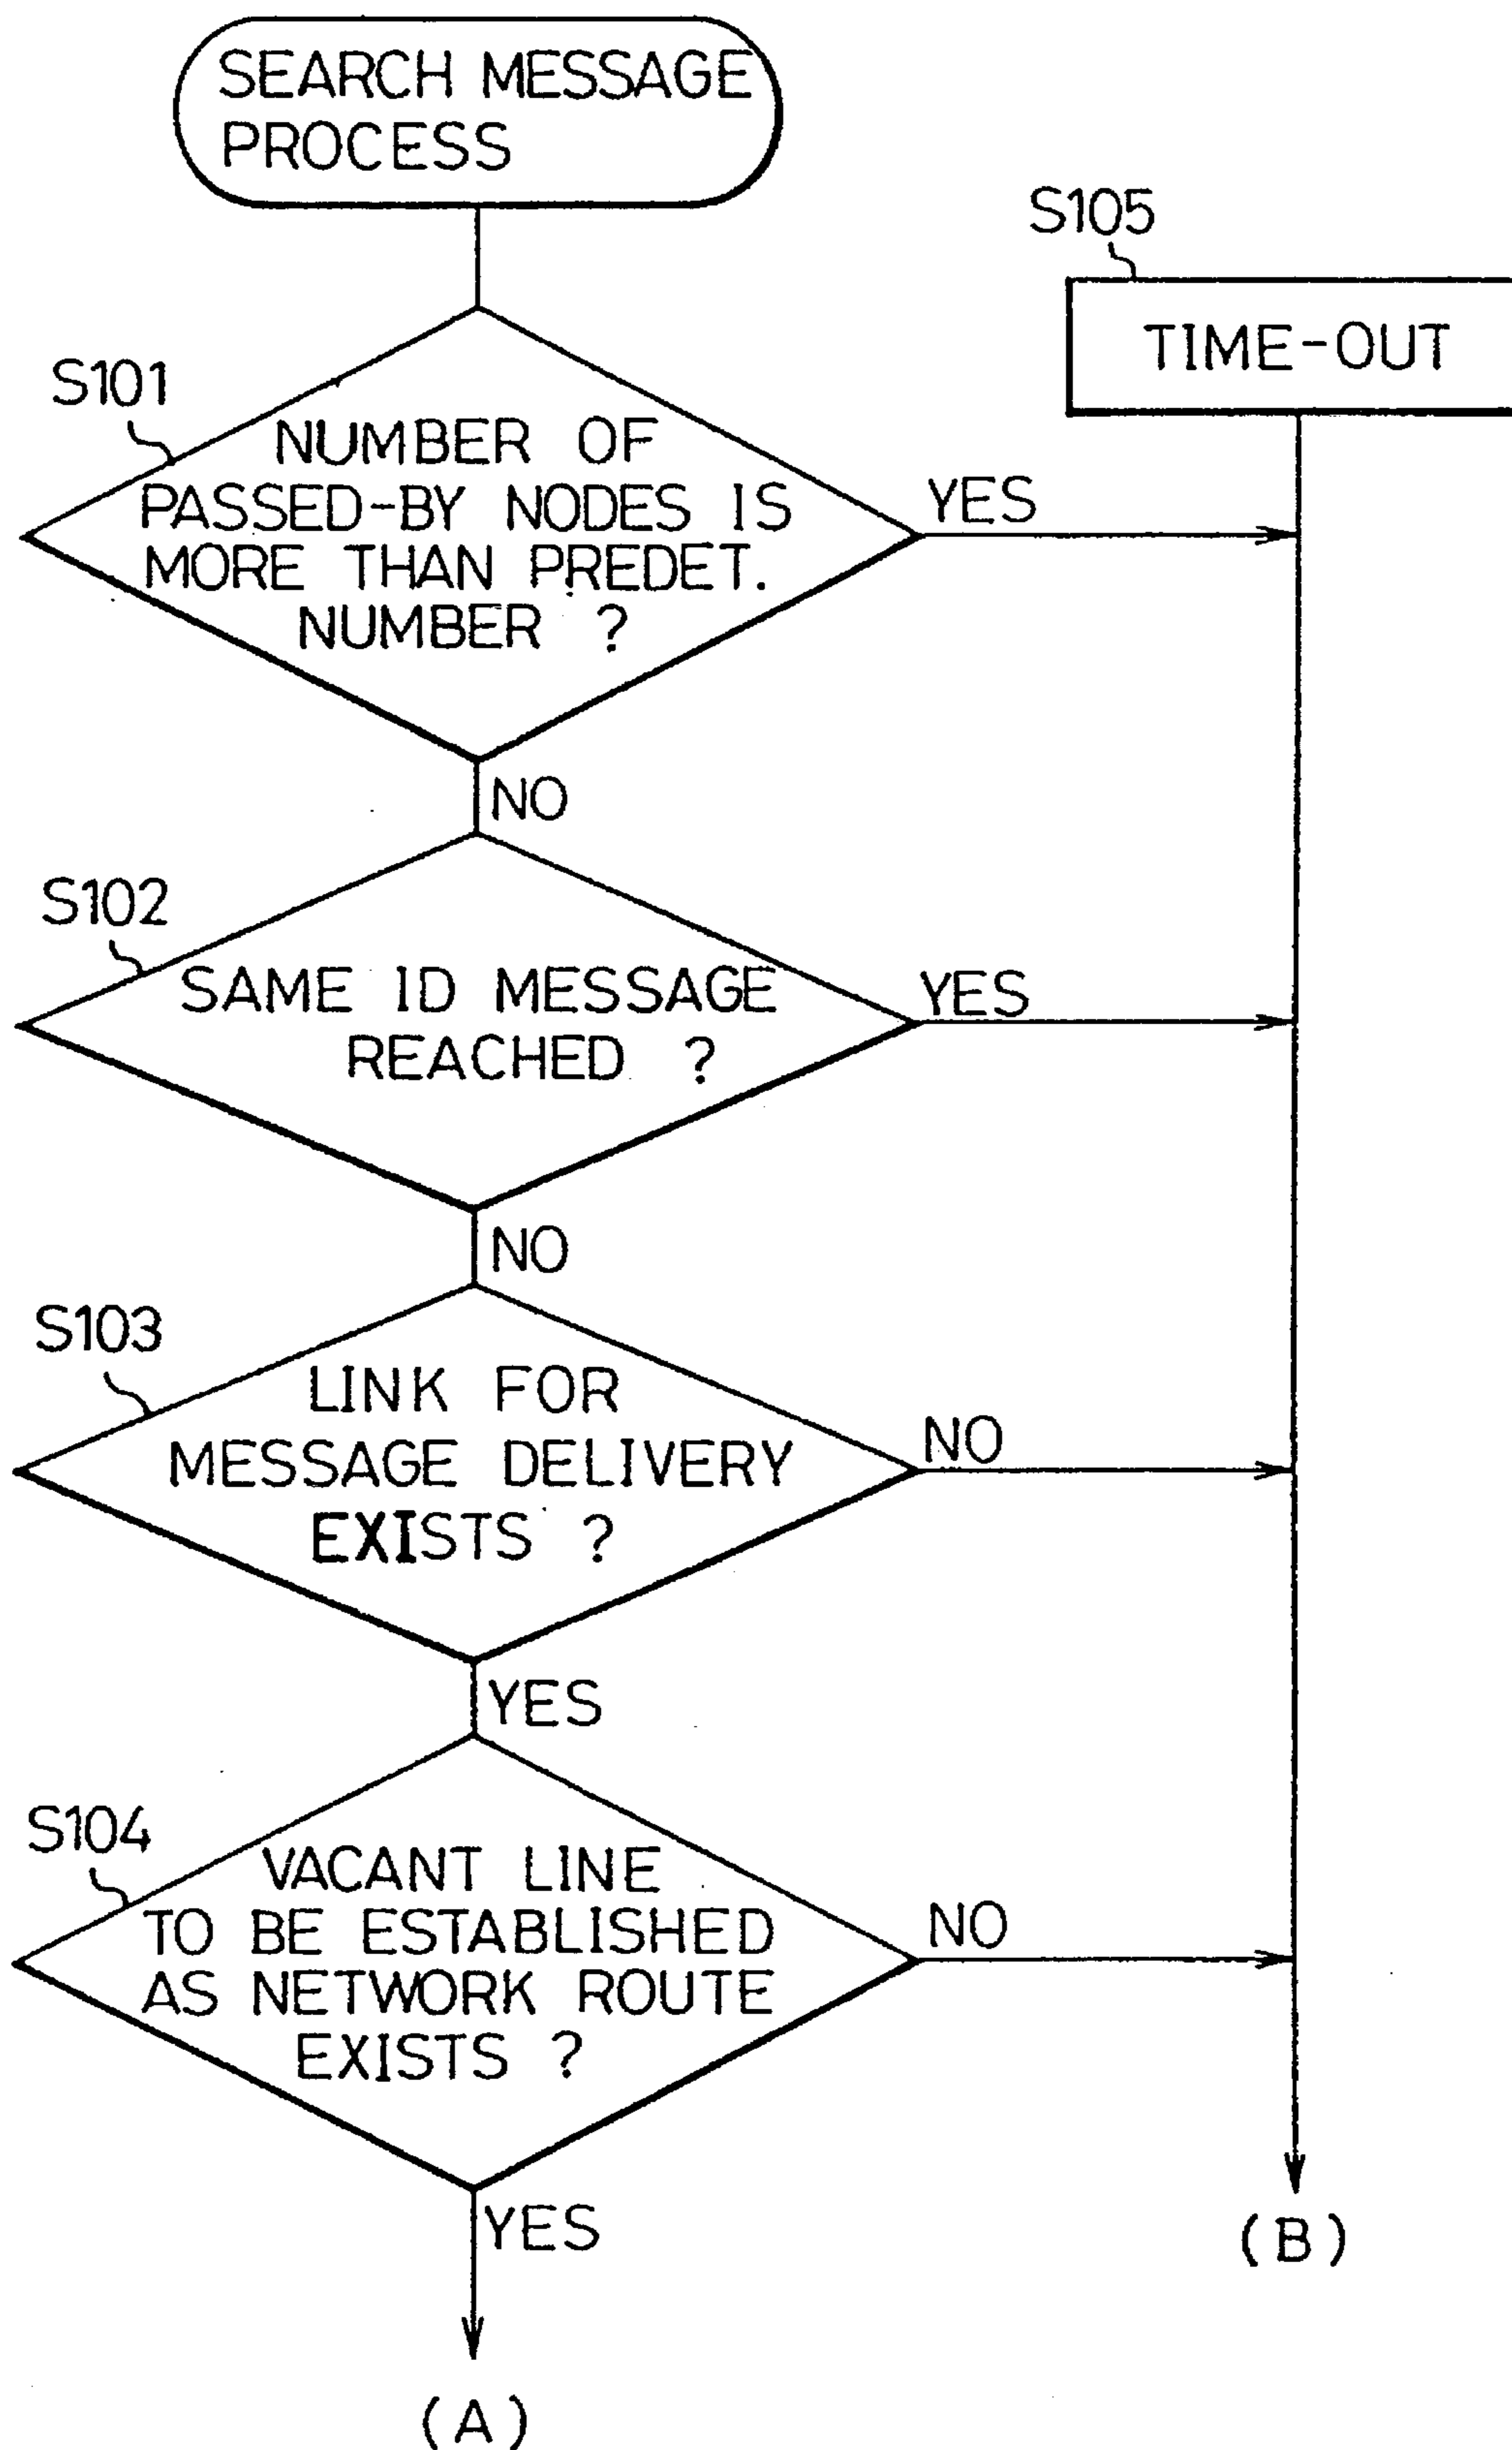 SEARCH MESSAGE
PROCESS
S105
TIME-OUT
S101
NUMBER OF
PASSED-BY NODES IS
MORE THAN PREDET.
NUMBER ?
YES
NO
S102
SAME ID MESSAGE
REACHED ?
YES
NO
S103
LINK FOR
MESSAGE DELIVERY
EXISTS ?
NO
YES
S104
VACANT LINE
TO BE ESTABLISHED
AS NETWORK ROUTE
EXISTS ?
NO
YES
(B)
(A)